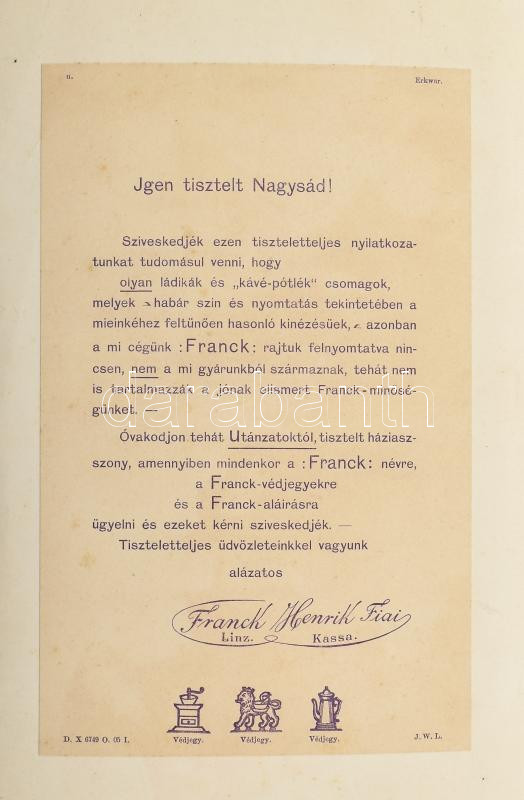 u.
Erkwar.
Jgen tisztelt Nagysád!
Sziveskedjék ezen tiszteletteljes nyilatkoza-
tunkat tudomásul venni, hogy
olyan ládikák és „kávé-pótlék“ csomagok,
melyek – habár szin és nyomtatás tekintetében a
mieinkéhez feltünően hasonló kinézésüek, – azonban
a mi cégünk :Franck: rajtuk felnyomtatva nin-
csen, nem a mi gyárunkból származnak, tehát nem
is tartalmazzák a jónak elismert Franck-minősé-
günket. —
Óvakodjon tehát Utánzatoktól, tisztelt háziasz-
szony, amennyiben mindenkor a :Franck: névre,
a Franck-védjegyekre
és a Franck-aláirásra
ügyelni és ezeket kérni sziveskedjék. —
Tiszteletteljes üdvözleteinkkel vagyunk
alázatos
Franck Henrik Fiai
Linz. Kassa.
Védjegy. Védjegy. Védjegy.
D. X 6749 O. 05 I.
J. W. L.
darabanth